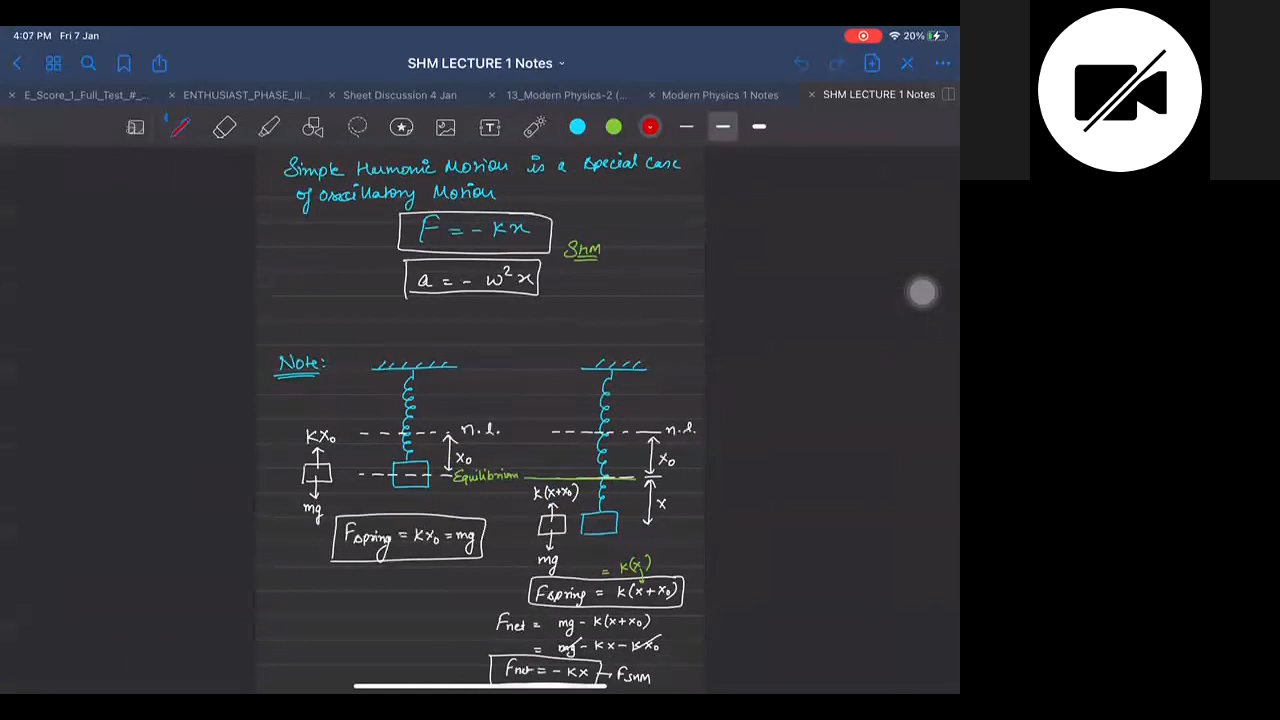 4:07 PM Fri 7 Jan
20%
SHM LECTURE 1 Notes
E_Score_1_Full_Test_#_...
ENTHUSIAST_PHASE_III...
Sheet Discussion 4 Jan
13_Modern Physics-2 (...
Modern Physics 1 Notes
SHM LECTURE 1 Notes
Simple Harmonic Motion is a special case
of oscillatory Motion
F = - kx
SHM
a = - ω² x
Note:
kx₀
n.l.
n.l.
x₀
x₀
Equilibrium
mg
k(x+x₀)
x
Fspring = kx₀ = mg
mg
= k(x)
Fspring = k(x+x₀)
Fnet = mg - k(x+x₀)
= mg - kx - kx₀
Fnet = - kx → FSHM